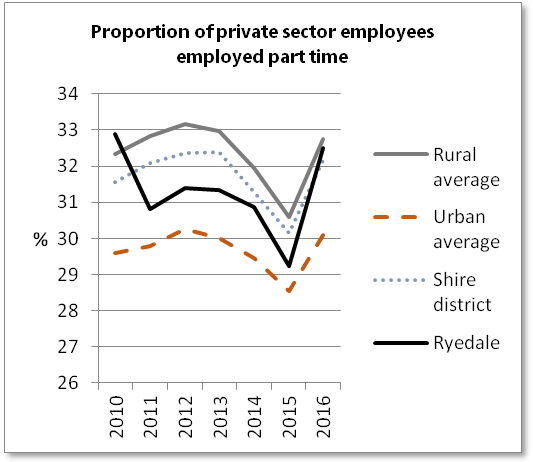 Proportion of private sector employees
employed part time
34
33
32
31
30
29
28
27
26
%
2010
2011
2012
2013
2014
2015
2016
Rural
average
Urban
average
Shire
district
Ryedale